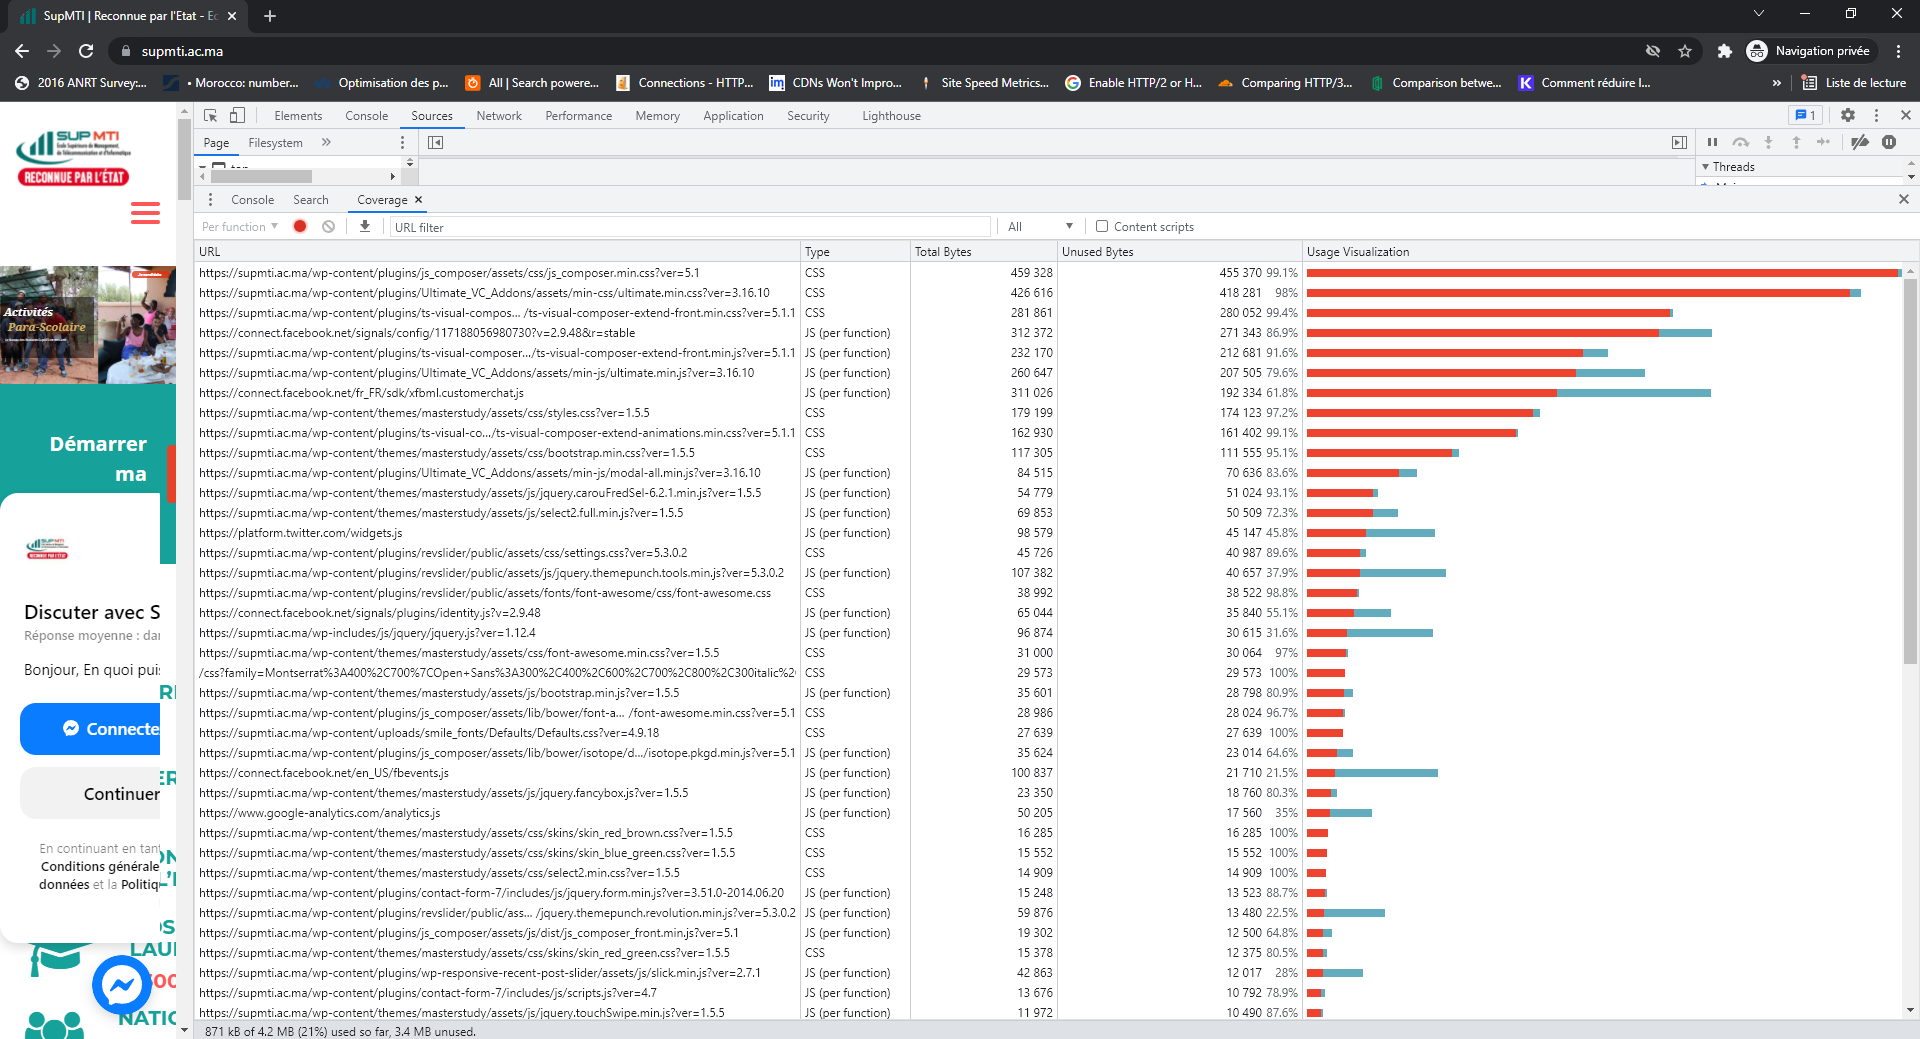 SupMTI | Reconnue par l'Etat - Ec
supmti.ac.ma
Navigation privée
2016 ANRT Survey:...
• Morocco: number...
Optimisation des p...
All | Search powere...
Connections - HTTP...
CDNs Won't Impro...
Site Speed Metrics...
Enable HTTP/2 or H...
Comparing HTTP/3...
Comparison betwe...
Comment réduire l...
»
Liste de lecture
Elements Console Sources Network Performance Memory Application Security Lighthouse
1
Page Filesystem »
Threads
Console Search Coverage
Per function
URL filter
All
Content scripts
URL Type Total Bytes Unused Bytes Usage Visualization
https://supmti.ac.ma/wp-content/plugins/js_composer/assets/css/js_composer.min.css?ver=5.1 CSS 459 328 455 370 99.1%
https://supmti.ac.ma/wp-content/plugins/Ultimate_VC_Addons/assets/min-css/ultimate.min.css?ver=3.16.10 CSS 426 616 418 281 98%
https://supmti.ac.ma/wp-content/plugins/ts-visual-compos... /ts-visual-composer-extend-front.min.css?ver=5.1.1 CSS 281 861 280 052 99.4%
https://connect.facebook.net/signals/config/117188056980730?v=2.9.48&r=stable JS (per function) 312 372 271 343 86.9%
https://supmti.ac.ma/wp-content/plugins/ts-visual-composer.../ts-visual-composer-extend-front.min.js?ver=5.1.1 JS (per function) 232 170 212 681 91.6%
https://supmti.ac.ma/wp-content/plugins/Ultimate_VC_Addons/assets/min-js/ultimate.min.js?ver=3.16.10 JS (per function) 260 647 207 505 79.6%
https://connect.facebook.net/fr_FR/sdk/xfbml.customerchat.js JS (per function) 311 026 192 334 61.8%
https://supmti.ac.ma/wp-content/themes/masterstudy/assets/css/styles.css?ver=1.5.5 CSS 179 199 174 123 97.2%
https://supmti.ac.ma/wp-content/plugins/ts-visual-co.../ts-visual-composer-extend-animations.min.css?ver=5.1.1 CSS 162 930 161 402 99.1%
https://supmti.ac.ma/wp-content/themes/masterstudy/assets/css/bootstrap.min.css?ver=1.5.5 CSS 117 305 111 555 95.1%
https://supmti.ac.ma/wp-content/plugins/Ultimate_VC_Addons/assets/min-js/modal-all.min.js?ver=3.16.10 JS (per function) 84 515 70 636 83.6%
https://supmti.ac.ma/wp-content/themes/masterstudy/assets/js/jquery.carouFredSel-6.2.1.min.js?ver=1.5.5 JS (per function) 54 779 51 024 93.1%
https://supmti.ac.ma/wp-content/themes/masterstudy/assets/js/select2.full.min.js?ver=1.5.5 JS (per function) 69 853 50 509 72.3%
https://platform.twitter.com/widgets.js JS (per function) 98 579 45 147 45.8%
https://supmti.ac.ma/wp-content/plugins/revslider/public/assets/css/settings.css?ver=5.3.0.2 CSS 45 726 40 987 89.6%
https://supmti.ac.ma/wp-content/plugins/revslider/public/assets/js/jquery.themepunch.tools.min.js?ver=5.3.0.2 JS (per function) 107 382 40 657 37.9%
https://supmti.ac.ma/wp-content/plugins/revslider/public/assets/fonts/font-awesome/css/font-awesome.css CSS 38 992 38 522 98.8%
https://connect.facebook.net/signals/plugins/identity.js?v=2.9.48 JS (per function) 65 044 35 840 55.1%
https://supmti.ac.ma/wp-includes/js/jquery/jquery.js?ver=1.12.4 JS (per function) 96 874 30 615 31.6%
https://supmti.ac.ma/wp-content/themes/masterstudy/assets/css/font-awesome.min.css?ver=1.5.5 CSS 31 000 30 064 97%
/css?family=Montserrat%3A400%2C700%7COpen+Sans%3A300%2C400%2C600%2C700%2C800%2C300italic%2 CSS 29 573 29 573 100%
https://supmti.ac.ma/wp-content/themes/masterstudy/assets/js/bootstrap.min.js?ver=1.5.5 JS (per function) 35 601 28 798 80.9%
https://supmti.ac.ma/wp-content/plugins/js_composer/assets/lib/bower/font-a... /font-awesome.min.css?ver=5.1 CSS 28 986 28 024 96.7%
https://supmti.ac.ma/wp-content/uploads/smile_fonts/Defaults/Defaults.css?ver=4.9.18 CSS 27 639 27 639 100%
https://supmti.ac.ma/wp-content/plugins/js_composer/assets/lib/bower/isotope/d.../isotope.pkgd.min.js?ver=5.1 JS (per function) 35 624 23 014 64.6%
https://connect.facebook.net/en_US/fbevents.js JS (per function) 100 837 21 710 21.5%
https://supmti.ac.ma/wp-content/themes/masterstudy/assets/js/jquery.fancybox.js?ver=1.5.5 JS (per function) 23 350 18 760 80.3%
https://www.google-analytics.com/analytics.js JS (per function) 50 205 17 560 35%
https://supmti.ac.ma/wp-content/themes/masterstudy/assets/css/skins/skin_red_brown.css?ver=1.5.5 CSS 16 285 16 285 100%
https://supmti.ac.ma/wp-content/themes/masterstudy/assets/css/skins/skin_blue_green.css?ver=1.5.5 CSS 15 552 15 552 100%
https://supmti.ac.ma/wp-content/themes/masterstudy/assets/css/select2.min.css?ver=1.5.5 CSS 14 909 14 909 100%
https://supmti.ac.ma/wp-content/plugins/contact-form-7/includes/js/jquery.form.min.js?ver=3.51.0-2014.06.20 JS (per function) 15 248 13 523 88.7%
https://supmti.ac.ma/wp-content/plugins/revslider/public/ass... /jquery.themepunch.revolution.min.js?ver=5.3.0.2 JS (per function) 59 876 13 480 22.5%
https://supmti.ac.ma/wp-content/plugins/js_composer/assets/js/dist/js_composer_front.min.js?ver=5.1 JS (per function) 19 302 12 500 64.8%
https://supmti.ac.ma/wp-content/themes/masterstudy/assets/css/skins/skin_red_green.css?ver=1.5.5 CSS 15 378 12 375 80.5%
https://supmti.ac.ma/wp-content/plugins/wp-responsive-recent-post-slider/assets/js/slick.min.js?ver=2.7.1 JS (per function) 42 863 12 017 28%
https://supmti.ac.ma/wp-content/plugins/contact-form-7/includes/js/scripts.js?ver=4.7 JS (per function) 13 676 10 792 78.9%
https://supmti.ac.ma/wp-content/themes/masterstudy/assets/js/jquery.touchSwipe.min.js?ver=1.5.5 JS (per function) 11 972 10 490 87.6%
871 kB of 4.2 MB (21%) used so far, 3.4 MB unused.
SUP MTI
École Supérieure de Management,
de Télécommunication et d'Informatique
RECONNUE PAR L'ÉTAT
Activités
Para-Scolaire
Démarrer
ma
SUP MTI
RECONNUE PAR L'ÉTAT
Discuter avec S
Réponse moyenne : dan
Bonjour, En quoi puis
Connecte
Continuer
En continuant en tant
Conditions générale
données et la Politiq
LAU
NATIO